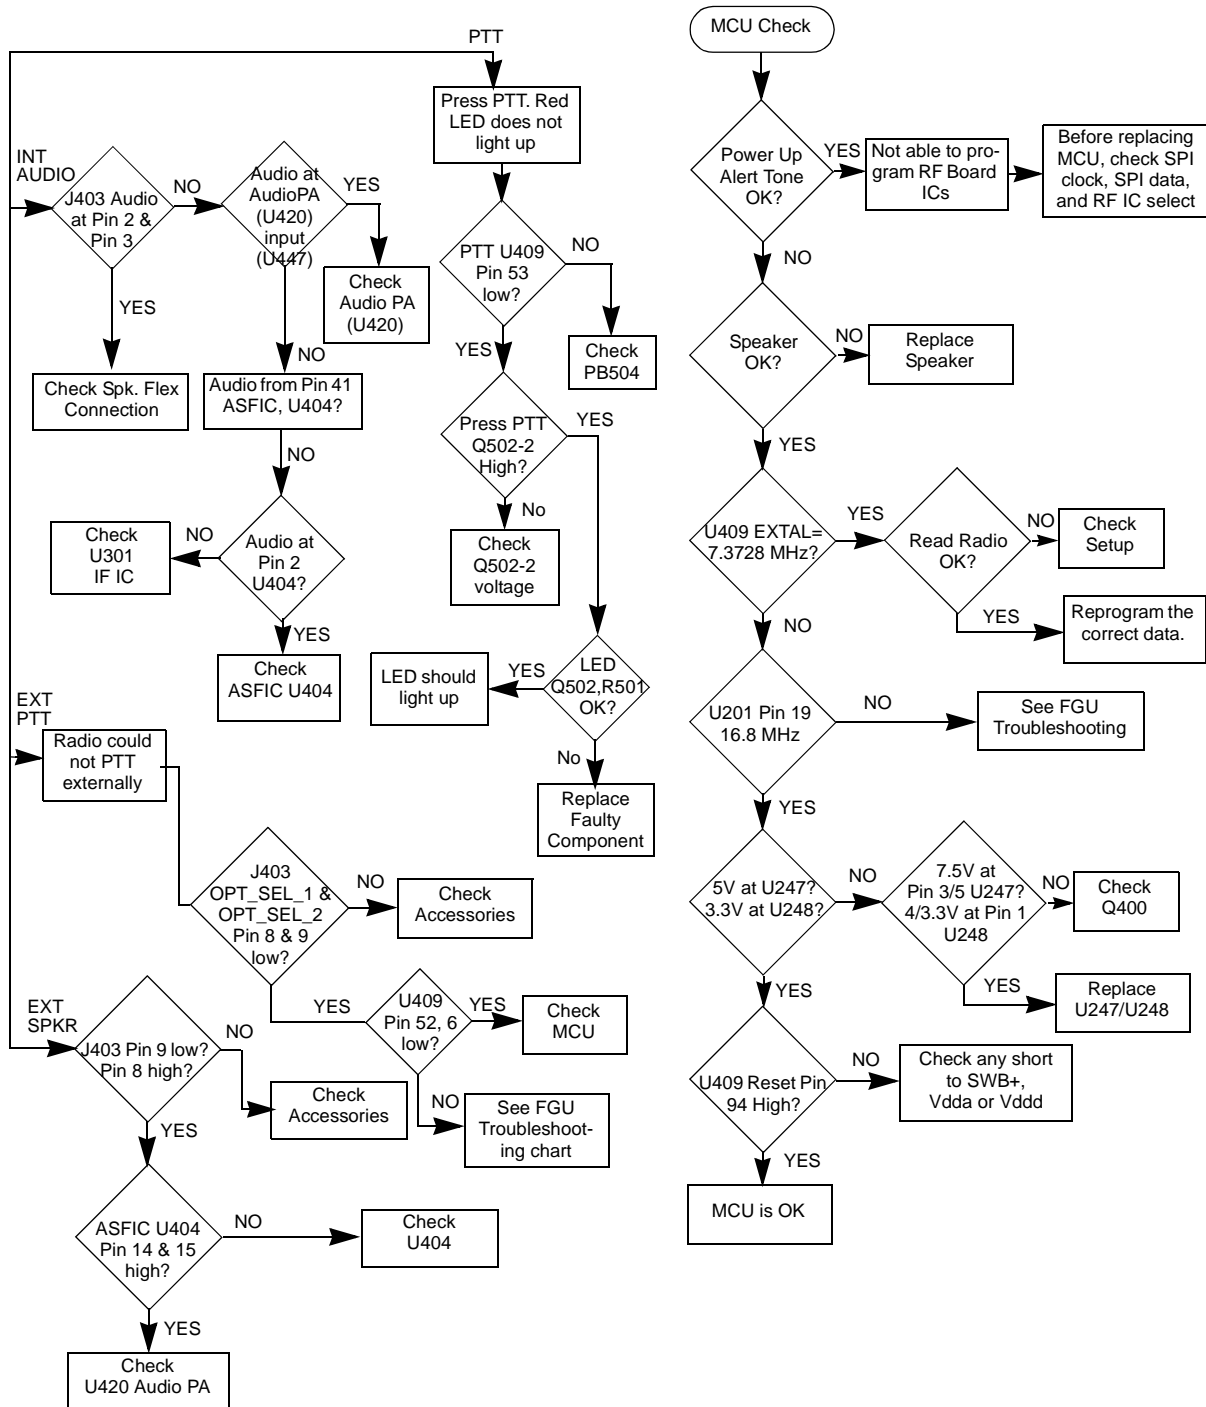 PTT
Press PTT. Red
LED does not
light up
INT
AUDIO
J403 Audio
at Pin 2 &
Pin 3
NO
Audio at
AudioPA
(U420)
input
(U447)
YES
Check
Audio PA
(U420)
YES
Check Spk. Flex
Connection
NO
Audio from Pin 41
ASFIC, U404?
NO
Audio at
Pin 2
U404?
NO
Check
U301
IF IC
YES
Check
ASFIC U404
PTT U409
Pin 53
low?
NO
Check
PB504
YES
Press PTT
Q502-2
High?
YES
No
Check
Q502-2
voltage
LED
Q502,R501
OK?
YES
LED should
light up
No
Replace
Faulty
Component
EXT
PTT
Radio could
not PTT
externally
J403
OPT_SEL_1 &
OPT_SEL_2
Pin 8 & 9
low?
NO
Check
Accessories
YES
U409
Pin 52, 6
low?
YES
Check
MCU
NO
See FGU
Troubleshoot-
ing chart
EXT
SPKR
J403 Pin 9 low?
Pin 8 high?
NO
Check
Accessories
YES
ASFIC U404
Pin 14 & 15
high?
NO
Check
U404
YES
Check
U420 Audio PA
MCU Check
Power Up
Alert Tone
OK?
YES
Not able to pro-
gram RF Board
ICs
Before replacing
MCU, check SPI
clock, SPI data,
and RF IC select
NO
Speaker
OK?
NO
Replace
Speaker
YES
U409 EXTAL=
7.3728 MHz?
YES
Read Radio
OK?
NO
Check
Setup
YES
Reprogram the
correct data.
NO
U201 Pin 19
16.8 MHz
NO
See FGU
Troubleshooting
YES
5V at U247?
3.3V at U248?
NO
7.5V at
Pin 3/5 U247?
4/3.3V at Pin 1
U248
NO
Check
Q400
YES
Replace
U247/U248
YES
U409 Reset Pin
94 High?
NO
Check any short
to SWB+,
Vdda or Vddd
YES
MCU is OK